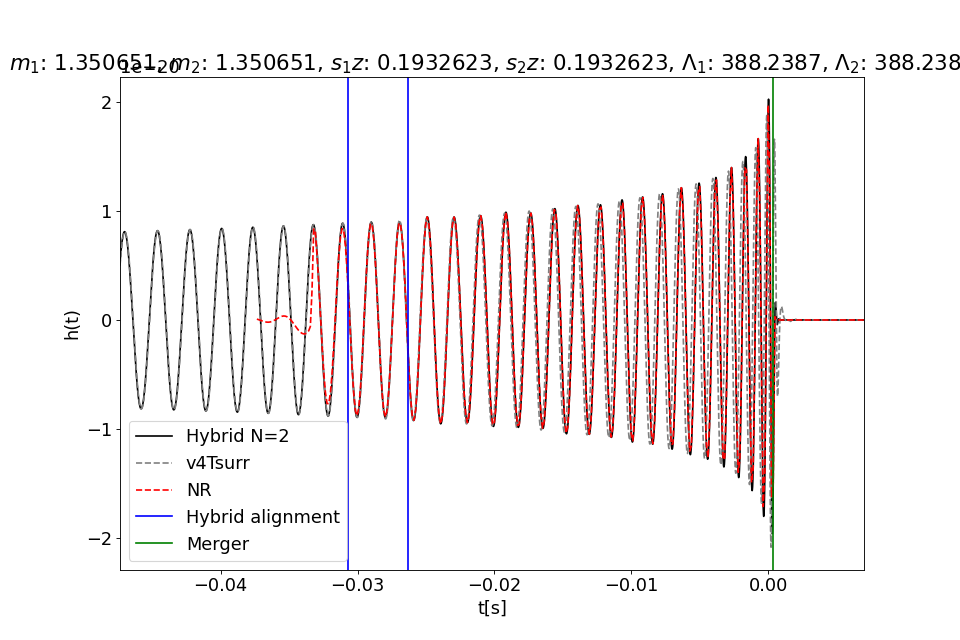 m₁: 1.350651, m₂: 1.350651, s₁z: 0.1932623, s₂z: 0.1932623, Λ₁: 388.2387, Λ₂: 388.238
1e−20
2
1
0
−1
−2
h(t)
Hybrid N=2
v4Tsurr
NR
Hybrid alignment
Merger
−0.04
−0.03
−0.02
−0.01
0.00
t[s]